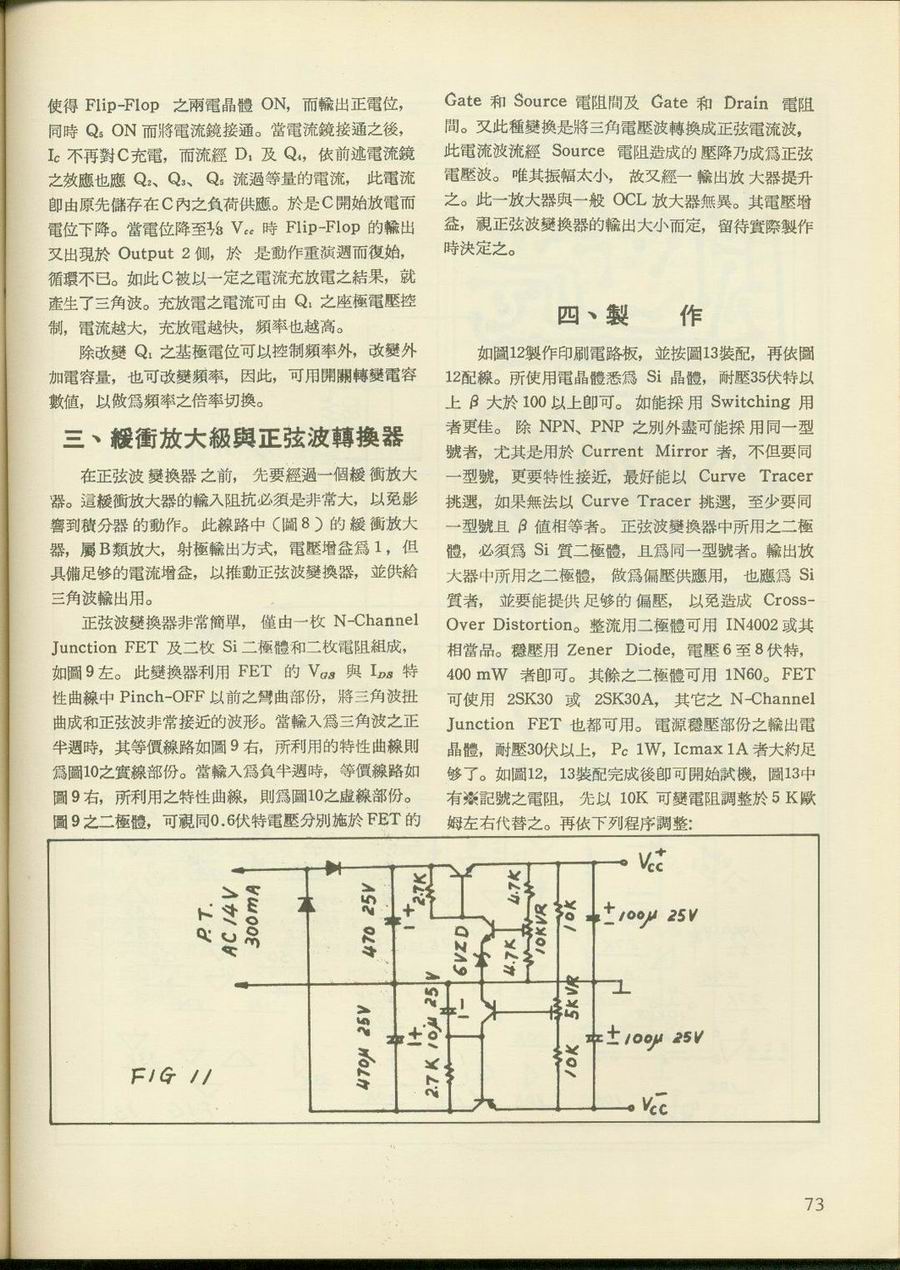 使得 Flip-Flop 之兩電晶體 ON，而輸出正電位，
同時 Q₅ ON 而將電流鏡接通。當電流鏡接通之後，
Ic 不再對C充電，而流經 D₁ 及 Q₄，依前述電流鏡
之效應也應 Q₂、Q₃、Q₅ 流過等量的電流，此電流
卽由原先儲存在C內之負荷供應。於是C開始放電而
電位下降。當電位降至⅓ Vcc 時 Flip-Flop 的輸出
又出現於 Output 2 側，於 是動作重演週而復始，
循環不已。如此C被以一定之電流充放電之結果，就
產生了三角波。充放電之電流可由 Q₁ 之座極電壓控
制，電流越大，充放電越快，頻率也越高。
除改變 Q₁ 之基極電位可以控制頻率外，改變外
加電容量，也可改變頻率，因此，可用開關轉變電容
數值，以做爲頻率之倍率切換。
三、緩衝放大級與正弦波轉換器
在正弦波變換器之前，先要經過一個緩衝放大
器。這緩衝放大器的輸入阻抗必須是非常大，以免影
響到積分器的動作。此線路中（圖8）的緩衝放大
器，屬B類放大，射極輸出方式，電壓增益爲1，但
具備足够的電流增益，以推動正弦波變換器，並供給
三角波輸出用。
正弦波變換器非常簡單，僅由一枚 N-Channel
Junction FET 及二枚 Si 二極體和二枚電阻組成，
如圖9左。此變換器利用 FET 的 VGS 與 IDS 特
性曲線中 Pinch-OFF 以前之彎曲部份，將三角波扭
曲成和正弦波非常接近的波形。當輸入爲三角波之正
半週時，其等價線路如圖9右，所利用的特性曲線則
爲圖10之實線部份。當輸入爲負半週時，等價線路如
圖9右，所利用之特性曲線，則爲圖10之虛線部份。
圖9之二極體，可視同0.6伏特電壓分別施於FET的
Gate 和 Source 電阻間及 Gate 和 Drain 電阻
間。又此種變換是將三角電壓波轉換成正弦電流波，
此電流波流經 Source 電阻造成的壓降乃成爲正弦
電壓波。唯其振幅太小，故又經一輸出放大器提升
之。此一放大器與一般 OCL 放大器無異。其電壓增
益，視正弦波變換器的輸出大小而定，留待實際製作
時決定之。
四、製　作
如圖12製作印刷電路板，並按圖13裝配，再依圖
12配線。所使用電晶體悉爲 Si 晶體，耐壓35伏特以
上 β 大於100以上卽可。如能採用 Switching 用
者更佳。除 NPN、PNP 之別外盡可能採用同一型
號者，尤其是用於 Current Mirror 者，不但要同
一型號，更要特性接近，最好能以 Curve Tracer
挑選，如果無法以 Curve Tracer 挑選，至少要同
一型號且 β 值相等者。正弦波變換器中所用之二極
體，必須爲 Si 質二極體，且爲同一型號者。輸出放
大器中所用之二極體，做爲偏壓供應用，也應爲 Si
質者，並要能提供足够的偏壓，以免造成 Cross-
Over Distortion。整流用二極體可用 IN4002 或其
相當品。穩壓用 Zener Diode，電壓6至8伏特，
400 mW 者卽可。其餘之二極體可用 1N60。FET
可使用 2SK30 或 2SK30A，其它之 N-Channel
Junction FET 也都可用。電源穩壓部份之輸出電
晶體，耐壓30伏以上，Pc 1W, Icmax 1A 者大約足
够了。如圖12，13裝配完成後卽可開始試機，圖13中
有※記號之電阻，先以 10K 可變電阻調整於5 K歐
姆左右代替之。再依下列程序調整:
P.T.
AC 14V
300mA
470 25V
2.7K
6VZD
4.7K
4.7K
10KVR
10K
100μ 25V
Vcc+
470μ 25V
10μ 25V
2.7K
5KVR
10K
100μ 25V
Vcc-
FIG 11
73